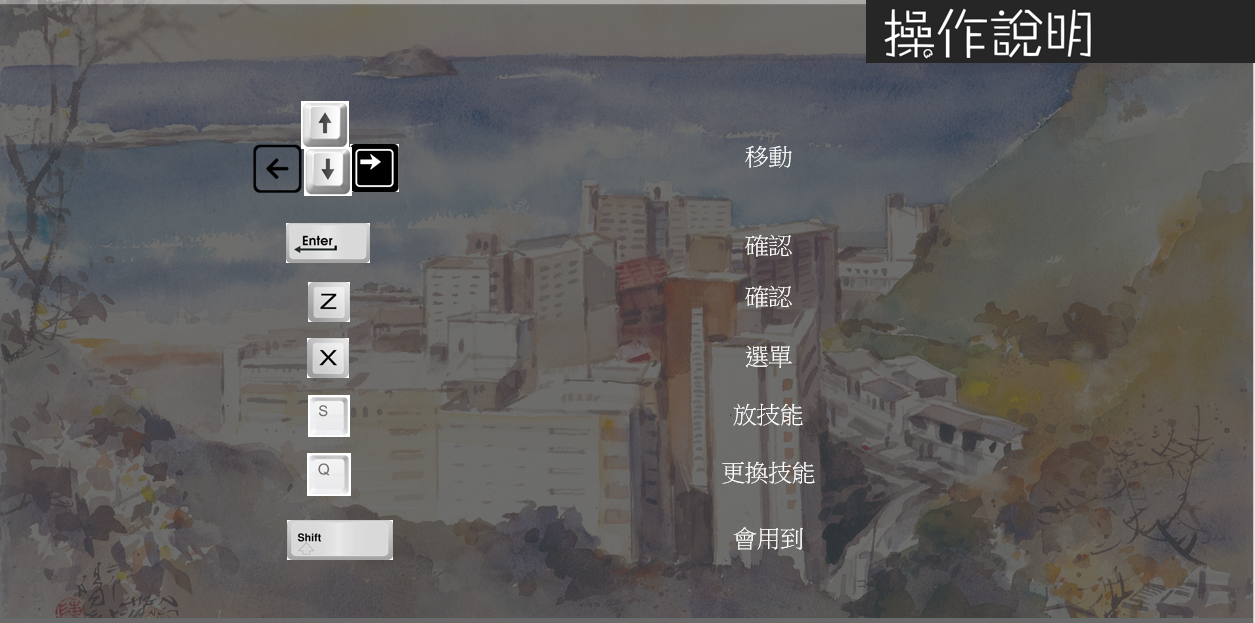 操作說明
↑
← ↓ →
移動
Enter
確認
Z
確認
X
選單
S
放技能
Q
更換技能
Shift
會用到